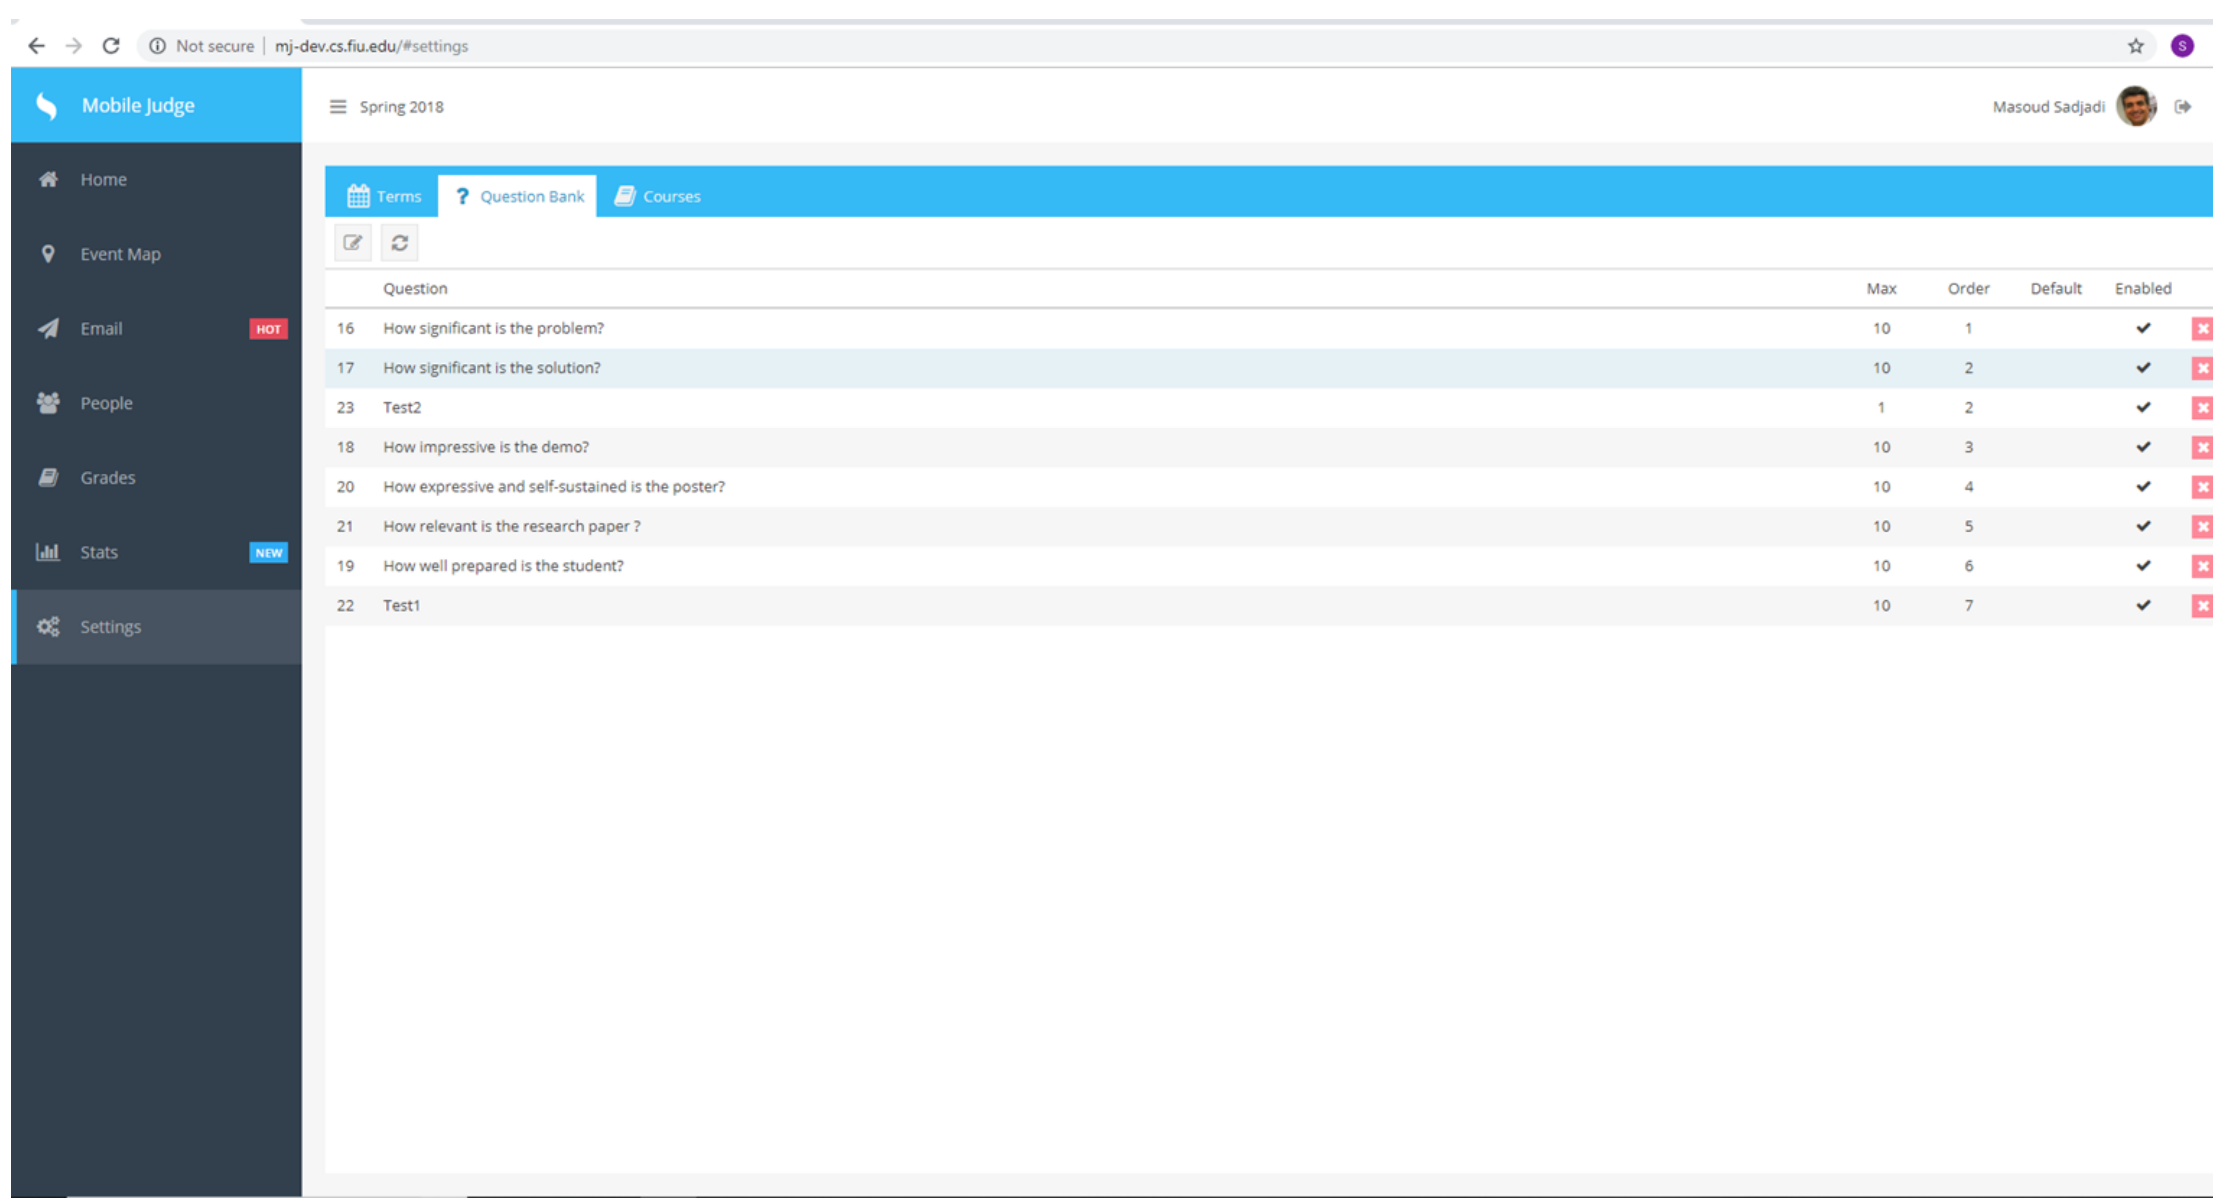 Not secure | mj-dev.cs.fiu.edu/#settings S
Mobile Judge
Spring 2018
Masoud Sadjadi
Home
Event Map
Email HOT
People
Grades
Stats NEW
Settings
Terms ? Question Bank Courses
Question Max Order Default Enabled
16 How significant is the problem? 10 1
17 How significant is the solution? 10 2
23 Test2 1 2
18 How impressive is the demo? 10 3
20 How expressive and self-sustained is the poster? 10 4
21 How relevant is the research paper ? 10 5
19 How well prepared is the student? 10 6
22 Test1 10 7